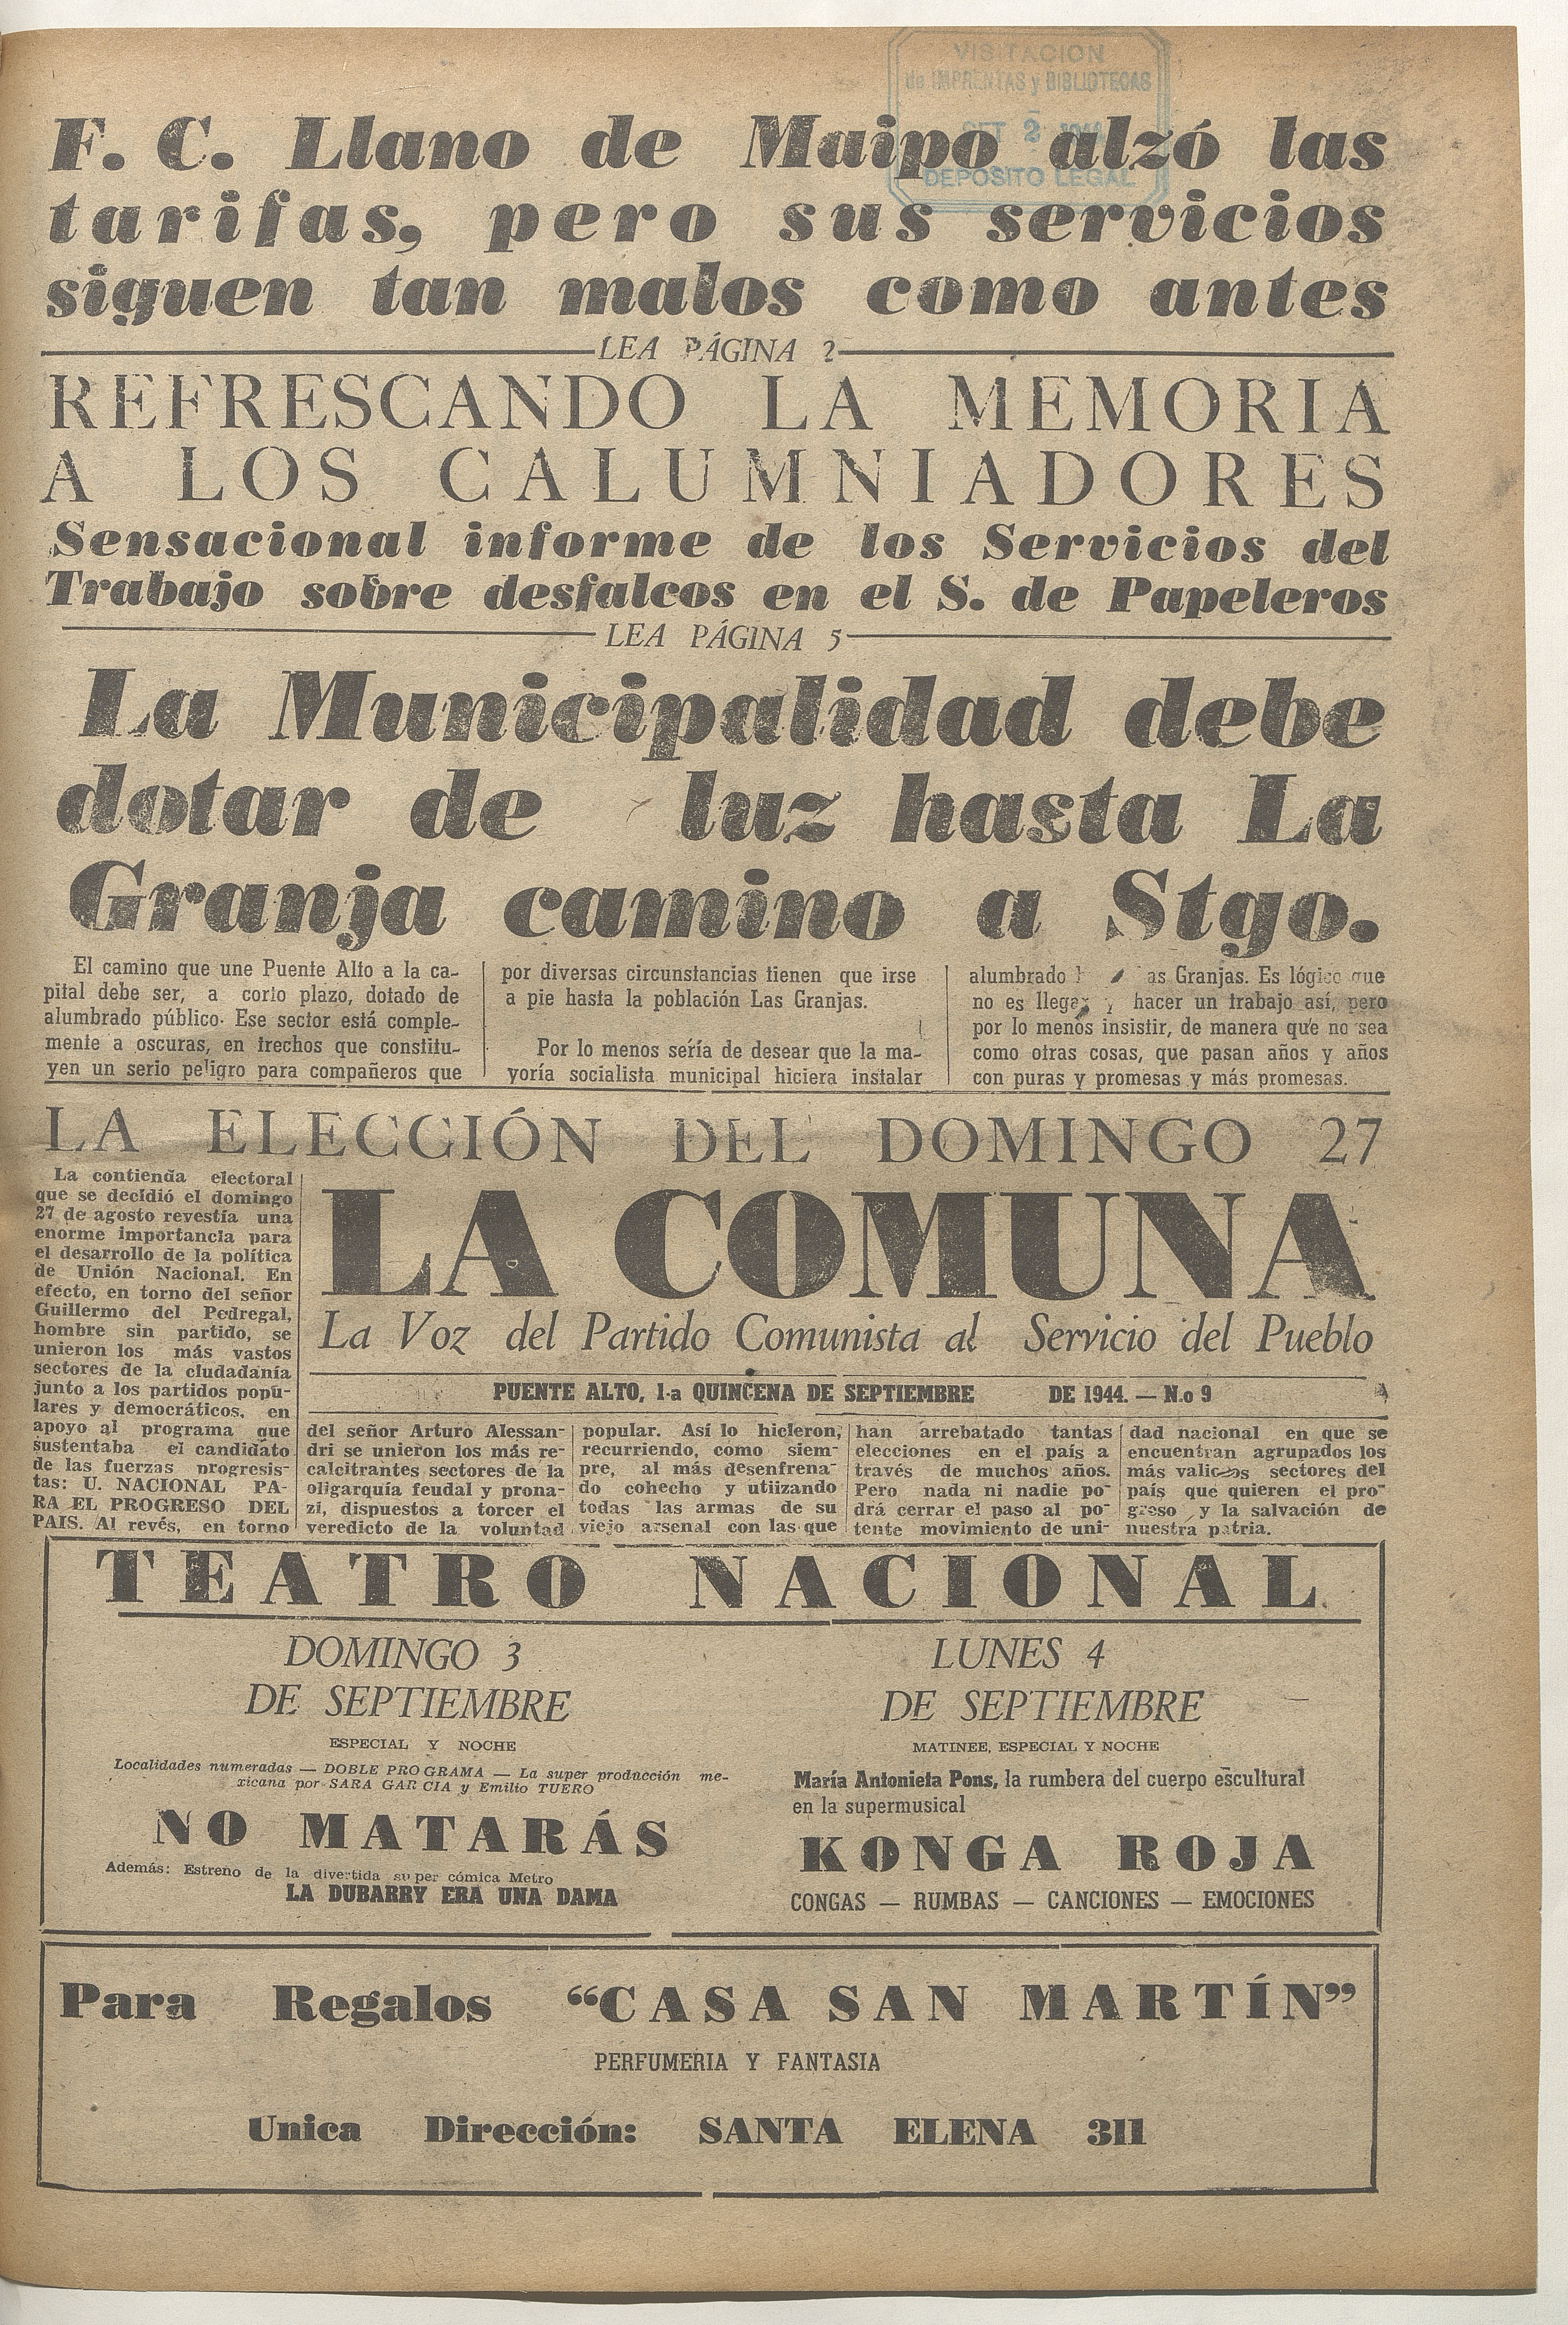 VISITACION
de IMPRENTAS y BIBLIOTECAS
2
DEPOSITO LEGAL
F. C. Llano de Maipo alzó las
tarifas, pero sus servicios
siguen tan malos como antes
LEA PÁGINA 2
REFRESCANDO LA MEMORIA
A LOS CALUMNIADORES
Sensacional informe de los Servicios del
Trabajo sobre desfalcos en el S. de Papeleros
LEA PÁGINA 5
La Municipalidad debe
dotar de luz hasta La
Granja camino a Stgo.
El camino que une Puente Alto a la ca-
pital debe ser, a corto plazo, dotado de
alumbrado público. Ese sector está comple-
mente a oscuras, en trechos que constitu-
yen un serio peligro para compañeros que
por diversas circunstancias tienen que irse
a pie hasta la población Las Granjas.
Por lo menos sería de desear que la ma-
yoría socialista municipal hiciera instalar
alumbrado as Granjas. Es lógico que
no es llegar y hacer un trabajo así, pero
por lo menos insistir, de manera que no sea
como otras cosas, que pasan años y años
con puras y promesas y más promesas.
LA ELECCIÓN DEL DOMINGO 27
La contienda electoral
que se decidió el domingo
27 de agosto revestía una
enorme importancia para
el desarrollo de la política
de Unión Nacional. En
efecto, en torno del señor
Guillermo del Pedregal,
hombre sin partido, se
unieron los más vastos
sectores de la ciudadanía
junto a los partidos popu-
lares y democráticos, en
apoyo al programa que
sustentaba el candidato
de las fuerzas progresis-
tas: U. NACIONAL PA-
RA EL PROGRESO DEL
PAIS. Al revés, en torno
LA COMUNA
La Voz del Partido Comunista al Servicio del Pueblo
PUENTE ALTO, 1.a QUINCENA DE SEPTIEMBRE DE 1944. — N.o 9
del señor Arturo Alessan-
dri se unieron los más re-
calcitrantes sectores de la
oligarquía feudal y prona-
zi, dispuestos a torcer el
veredicto de la voluntad
popular. Así lo hicieron,
recurriendo, como siem-
pre, al más desenfrena-
do cohecho y utiizando
todas las armas de su
viejo arsenal con las que
han arrebatado tantas
elecciones en el país a
través de muchos años.
Pero nada ni nadie po-
drá cerrar el paso al po-
tente movimiento de uni-
dad nacional en que se
encuentran agrupados los
más valiosos sectores del
país que quieren el pro-
greso y la salvación de
nuestra patria.
TEATRO NACIONAL
DOMINGO 3
DE SEPTIEMBRE
ESPECIAL Y NOCHE
Localidades numeradas — DOBLE PROGRAMA — La super producción me-
xicana por SARA GARCIA y Emilio TUERO
NO MATARÁS
Además: Estreno de la divertida super cómica Metro
LA DUBARRY ERA UNA DAMA
LUNES 4
DE SEPTIEMBRE
MATINEE, ESPECIAL Y NOCHE
María Antonieta Pons, la rumbera del cuerpo escultural
en la supermusical
KONGA ROJA
CONGAS — RUMBAS — CANCIONES — EMOCIONES
Para Regalos “CASA SAN MARTÍN”
PERFUMERIA Y FANTASIA
Unica Dirección: SANTA ELENA 311